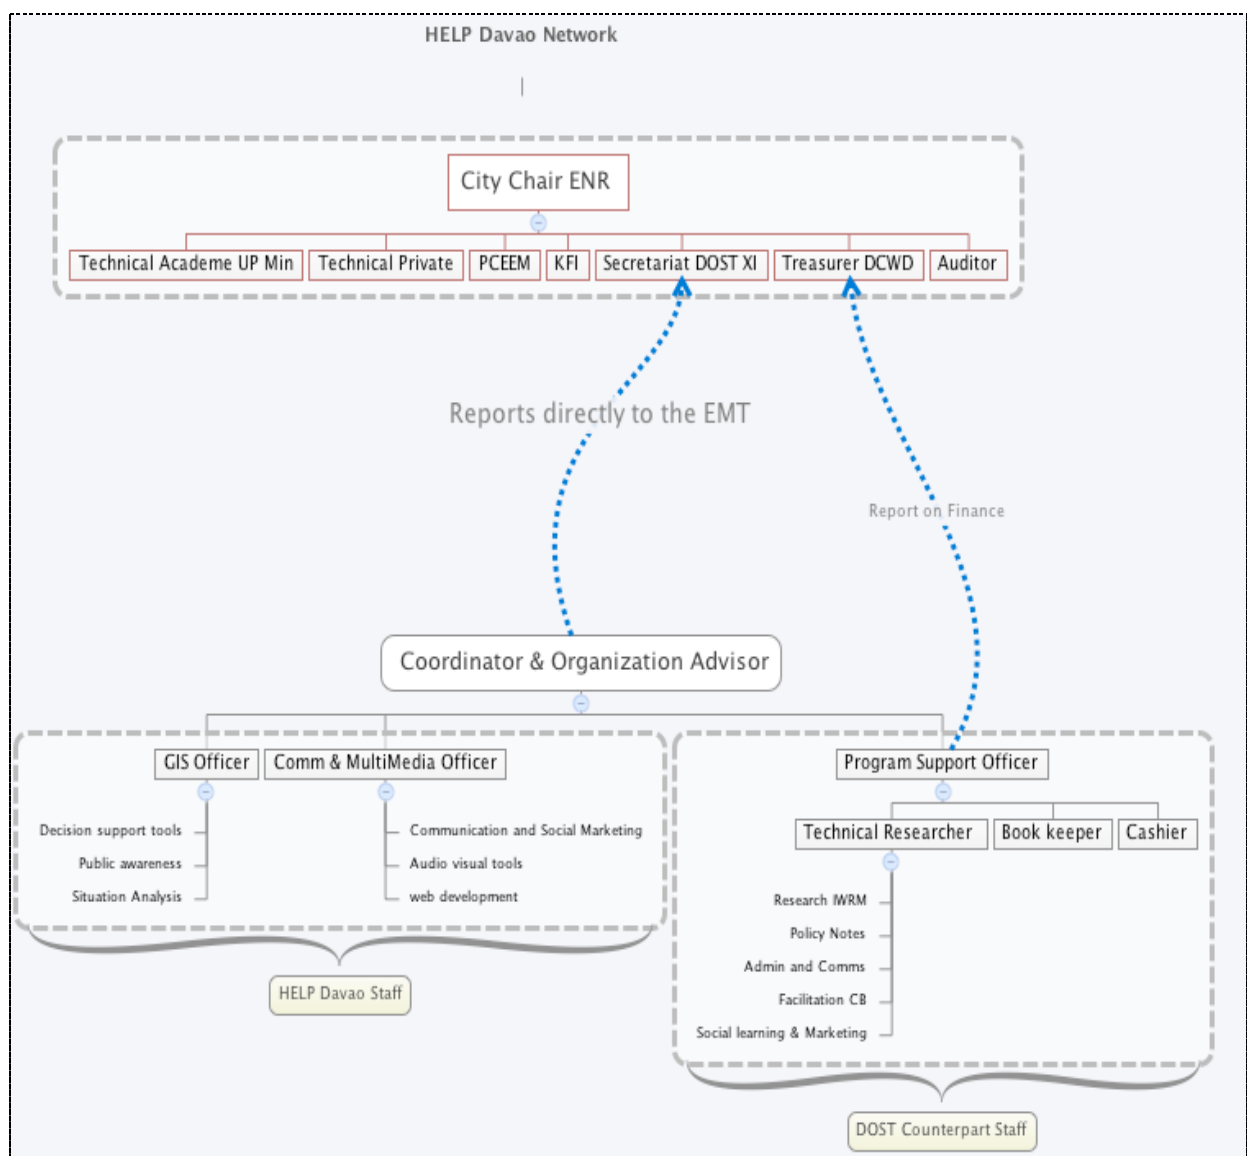 HELP Davao Network
City Chair ENR
Technical Academe UP Min
Technical Private
PCEEM
KFI
Secretariat DOST XI
Treasurer DCWD
Auditor
Reports directly to the EMT
Report on Finance
Coordinator & Organization Advisor
GIS Officer
Comm & MultiMedia Officer
Program Support Officer
Decision support tools
Public awareness
Situation Analysis
Communication and Social Marketing
Audio visual tools
web development
Technical Researcher
Book keeper
Cashier
Research IWRM
Policy Notes
Admin and Comms
Facilitation CB
Social learning & Marketing
HELP Davao Staff
DOST Counterpart Staff